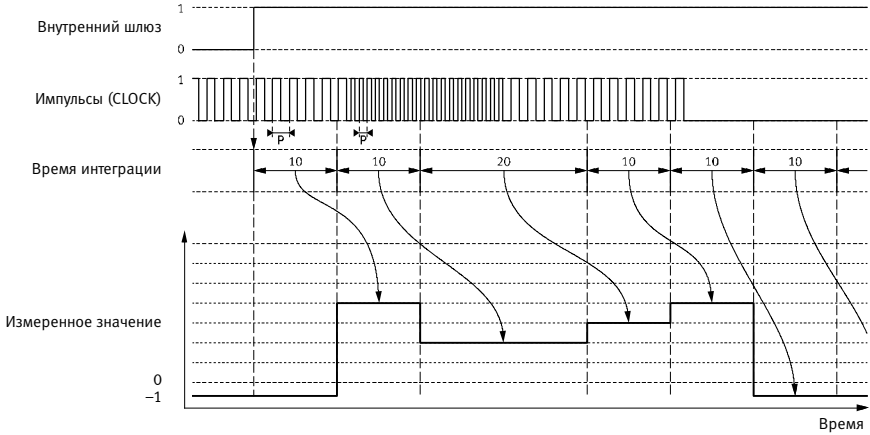 1
Внутренний шлюз
0
1
Импульсы (CLOCK)
0
P P
Время интеграции 10 10 20 10 10 10
Измеренное значение
0
–1
Время